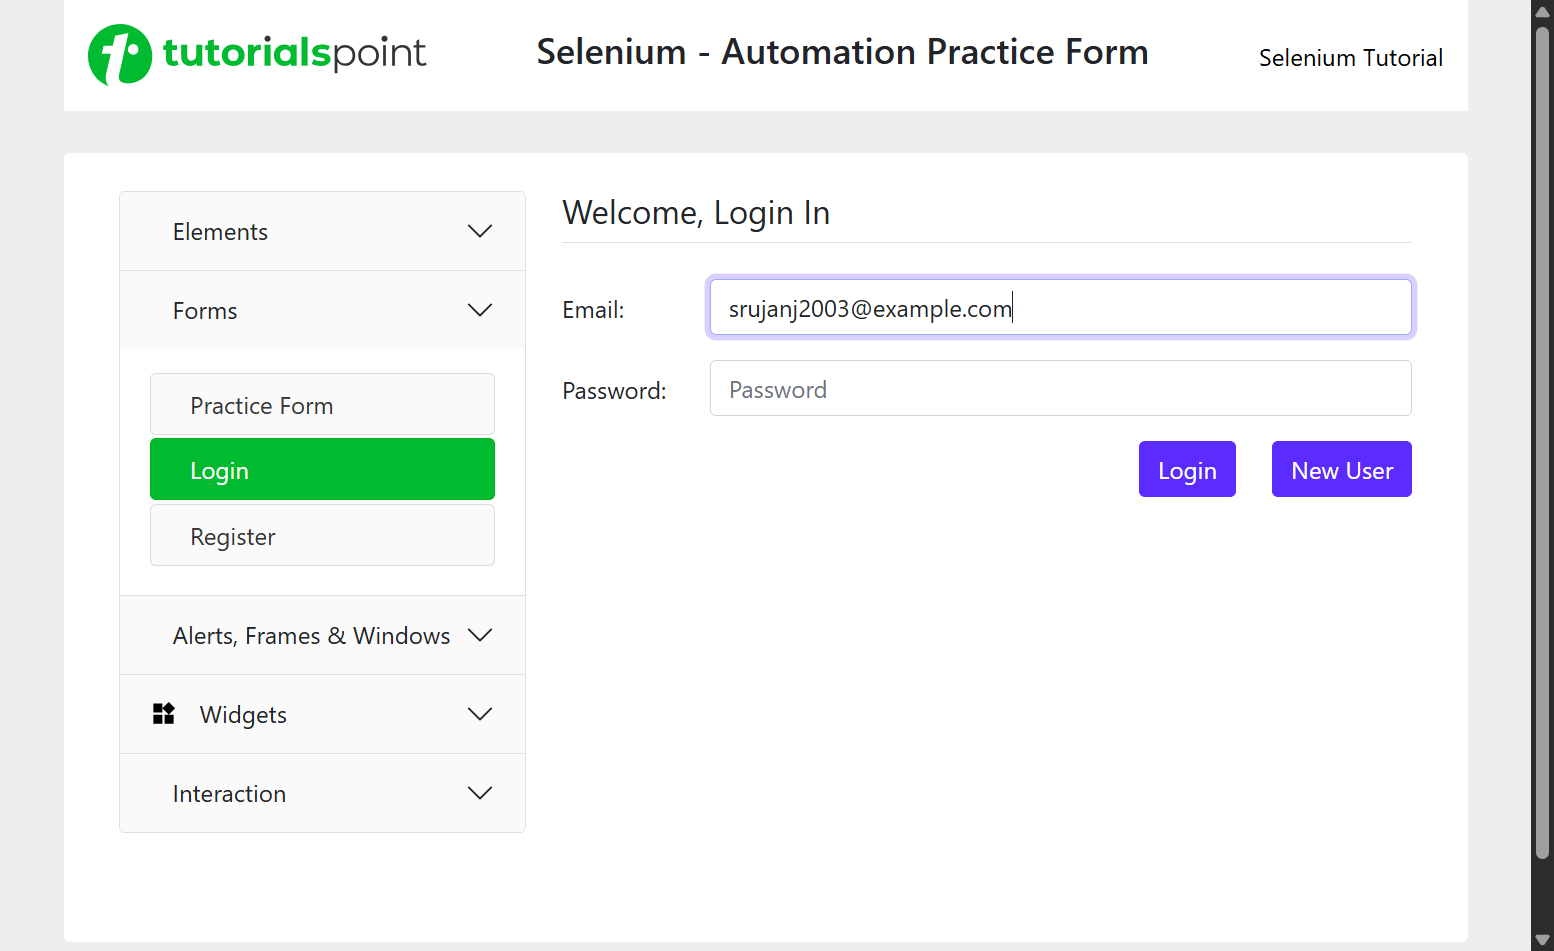 tutorialspoint
Selenium - Automation Practice Form
Selenium Tutorial
Elements
Forms
Practice Form
Login
Register
Alerts, Frames & Windows
Widgets
Interaction
Welcome, Login In
Email:
srujanj2003@example.com
Password:
Password
Login
New User